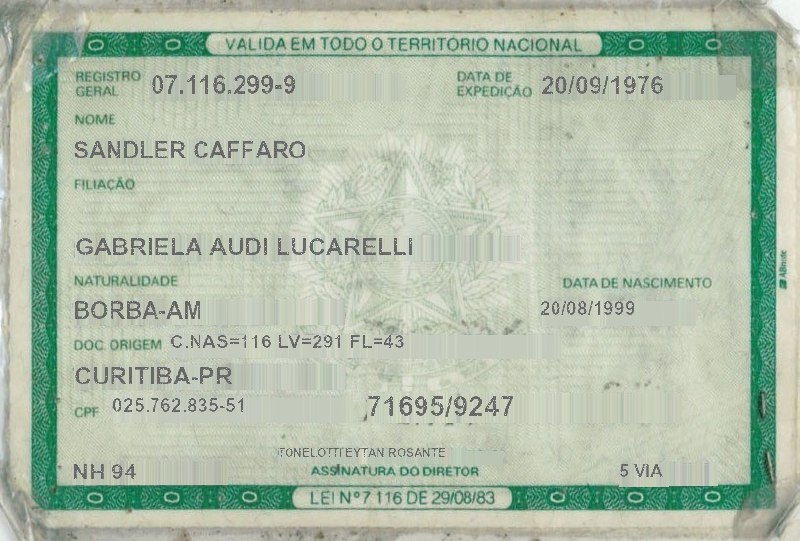 VALIDA EM TODO O TERRITÓRIO NACIONAL
REGISTRO GERAL 07.116.299-9 DATA DE EXPEDIÇÃO 20/09/1976
NOME
SANDLER CAFFARO
FILIAÇÃO
GABRIELA AUDI LUCARELLI
NATURALIDADE DATA DE NASCIMENTO
BORBA-AM 20/08/1999
DOC ORIGEM C.NAS=116 LV=291 FL=43
CURITIBA-PR
CPF 025.762.835-51 71695/9247
TONELOTTI EYTAN ROSANTE
NH 94 ASSINATURA DO DIRETOR 5 VIA
LEI Nº 7.116 DE 29/08/83
ABnote